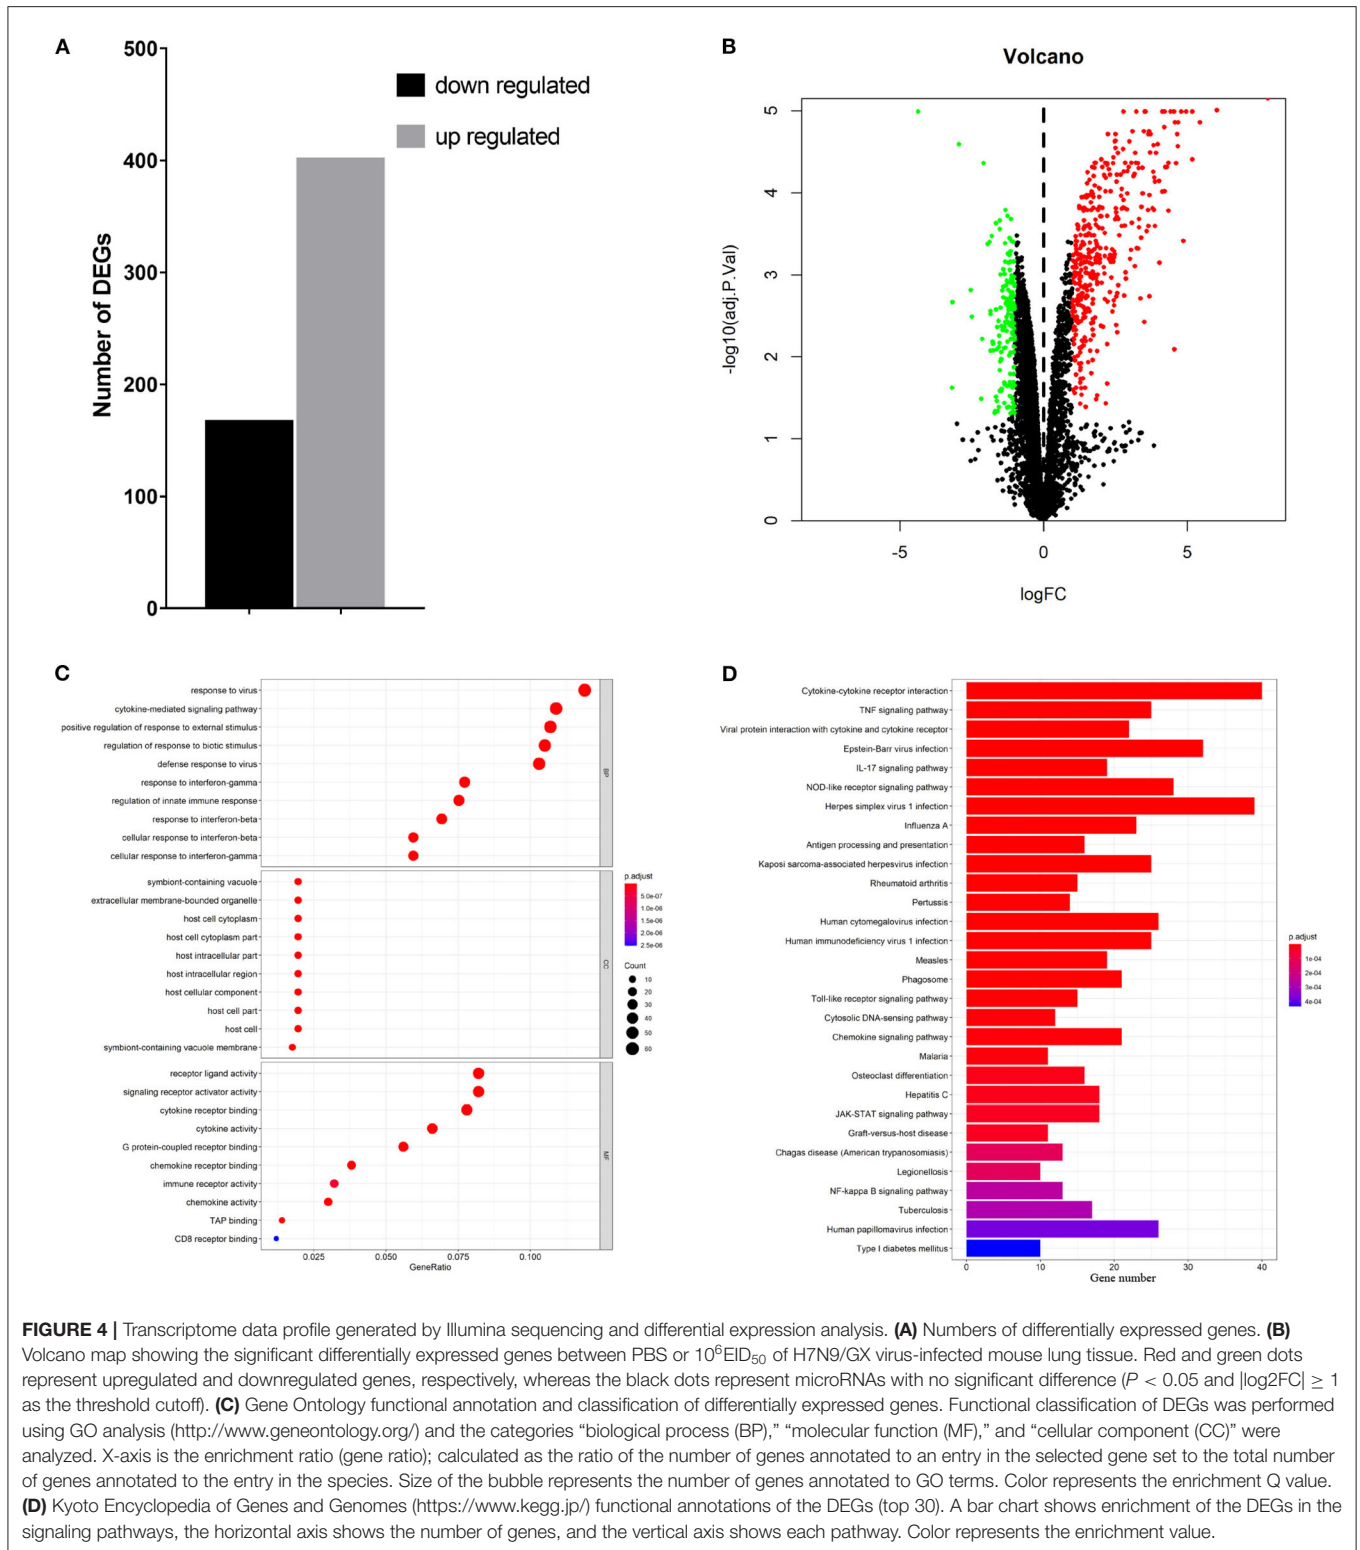 A
500
400
300
200
100
0
Number of DEGs
down regulated
up regulated
B
Volcano
5
4
3
2
1
0
-log10(adj.P.Val)
-5
0
5
logFC
C
response to virus
cytokine-mediated signaling pathway
positive regulation of response to external stimulus
regulation of response to biotic stimulus
defense response to virus
response to interferon-gamma
regulation of innate immune response
response to interferon-beta
cellular response to interferon-beta
cellular response to interferon-gamma
BP
symbiont-containing vacuole
extracellular membrane-bounded organelle
host cell cytoplasm
host cell cytoplasm part
host intracellular part
host intracellular region
host cellular component
host cell part
host cell
symbiont-containing vacuole membrane
CC
receptor ligand activity
signaling receptor activator activity
cytokine receptor binding
cytokine activity
G protein-coupled receptor binding
chemokine receptor binding
immune receptor activity
chemokine activity
TAP binding
CD8 receptor binding
MF
0.025
0.050
0.075
0.100
GeneRatio
p.adjust
5.0e-07
1.0e-06
1.5e-06
2.0e-06
2.5e-06
Count
10
20
30
40
50
60
D
Cytokine-cytokine receptor interaction
TNF signaling pathway
Viral protein interaction with cytokine and cytokine receptor
Epstein-Barr virus infection
IL-17 signaling pathway
NOD-like receptor signaling pathway
Herpes simplex virus 1 infection
Influenza A
Antigen processing and presentation
Kaposi sarcoma-associated herpesvirus infection
Rheumatoid arthritis
Pertussis
Human cytomegalovirus infection
Human immunodeficiency virus 1 infection
Measles
Phagosome
Toll-like receptor signaling pathway
Cytosolic DNA-sensing pathway
Chemokine signaling pathway
Malaria
Osteoclast differentiation
Hepatitis C
JAK-STAT signaling pathway
Graft-versus-host disease
Chagas disease (American trypanosomiasis)
Legionellosis
NF-kappa B signaling pathway
Tuberculosis
Human papillomavirus infection
Type I diabetes mellitus
0
10
20
30
40
Gene number
p.adjust
1e-04
2e-04
3e-04
4e-04
FIGURE 4 | Transcriptome data profile generated by Illumina sequencing and differential expression analysis. (A) Numbers of differentially expressed genes. (B)
Volcano map showing the significant differentially expressed genes between PBS or 10⁶EID₅₀ of H7N9/GX virus-infected mouse lung tissue. Red and green dots
represent upregulated and downregulated genes, respectively, whereas the black dots represent microRNAs with no significant difference (P < 0.05 and |log2FC| ≥ 1
as the threshold cutoff). (C) Gene Ontology functional annotation and classification of differentially expressed genes. Functional classification of DEGs was performed
using GO analysis (http://www.geneontology.org/) and the categories “biological process (BP),” “molecular function (MF),” and “cellular component (CC)” were
analyzed. X-axis is the enrichment ratio (gene ratio); calculated as the ratio of the number of genes annotated to an entry in the selected gene set to the total number
of genes annotated to the entry in the species. Size of the bubble represents the number of genes annotated to GO terms. Color represents the enrichment Q value.
(D) Kyoto Encyclopedia of Genes and Genomes (https://www.kegg.jp/) functional annotations of the DEGs (top 30). A bar chart shows enrichment of the DEGs in the
signaling pathways, the horizontal axis shows the number of genes, and the vertical axis shows each pathway. Color represents the enrichment value.